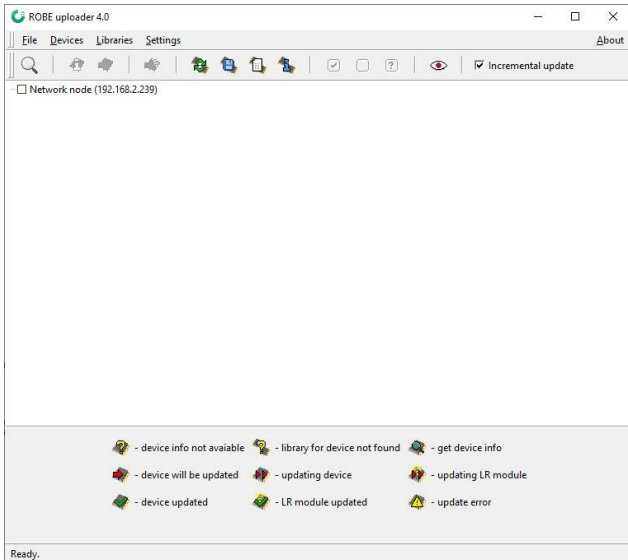 ROBE uploader 4.0
File Devices Libraries Settings About
Incremental update
Network node (192.168.2.239)
- device info not avaiable - library for device not found - get device info
- device will be updated - updating device - updating LR module
- device updated - LR module updated - update error
Ready.